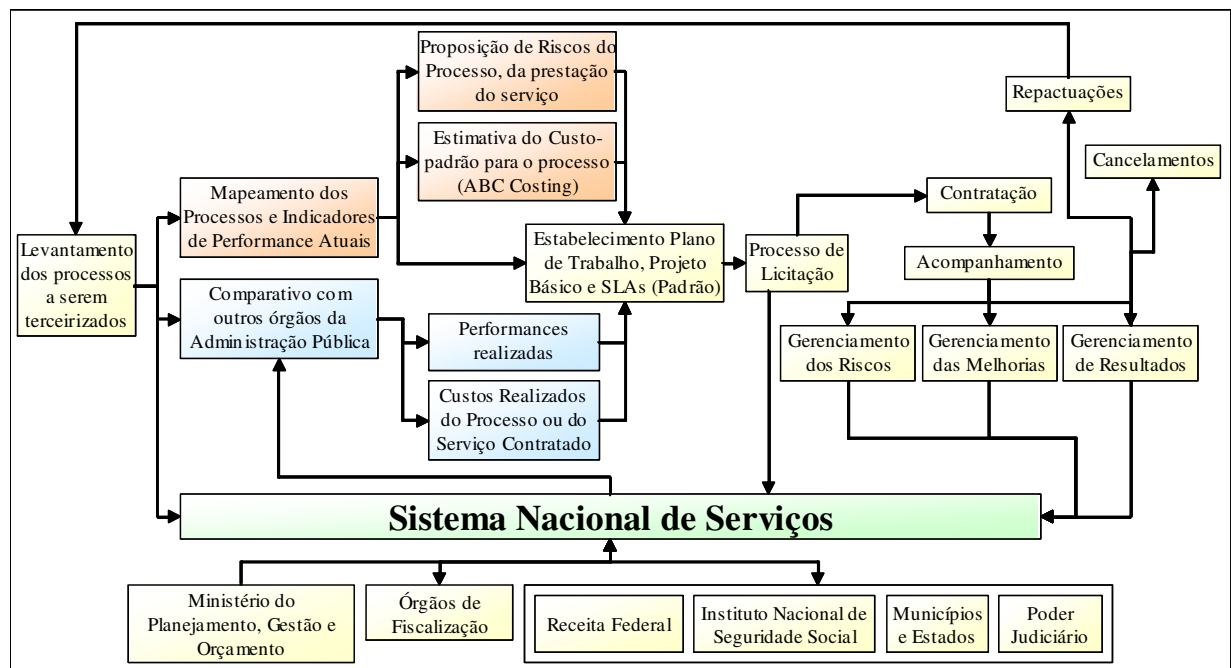 Proposição de Riscos do
Processo, da prestação
do serviço
Repactuações
Estimativa do Custo-
padrão para o processo
(ABC Costing)
Cancelamentos
Mapeamento dos
Processos e Indicadores
de Performance Atuais
Contratação
Levantamento
dos processos
a serem
terceirizados
Estabelecimento Plano
de Trabalho, Projeto
Básico e SLAs (Padrão)
Processo de
Licitação
Acompanhamento
Comparativo com
outros órgãos da
Administração Pública
Performances
realizadas
Gerenciamento
dos Riscos
Gerenciamento
das Melhorias
Gerenciamento
de Resultados
Custos Realizados
do Processo ou do
Serviço Contratado
Sistema Nacional de Serviços
Ministério do
Planejamento, Gestão e
Orçamento
Órgãos de
Fiscalização
Receita Federal
Instituto Nacional de
Seguridade Social
Municípios
e Estados
Poder
Judiciário